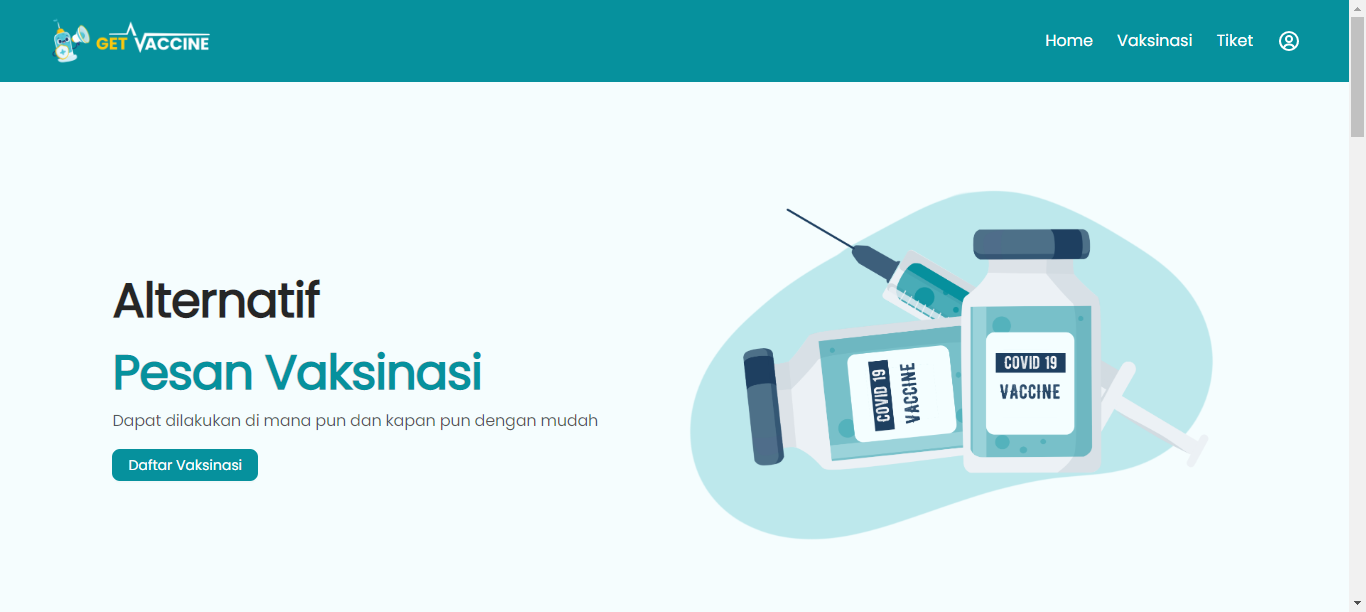 GET VACCINE
Home
Vaksinasi
Tiket
Alternatif
Pesan Vaksinasi
Dapat dilakukan di mana pun dan kapan pun dengan mudah
Daftar Vaksinasi
COVID 19
VACCINE
COVID 19
VACCINE